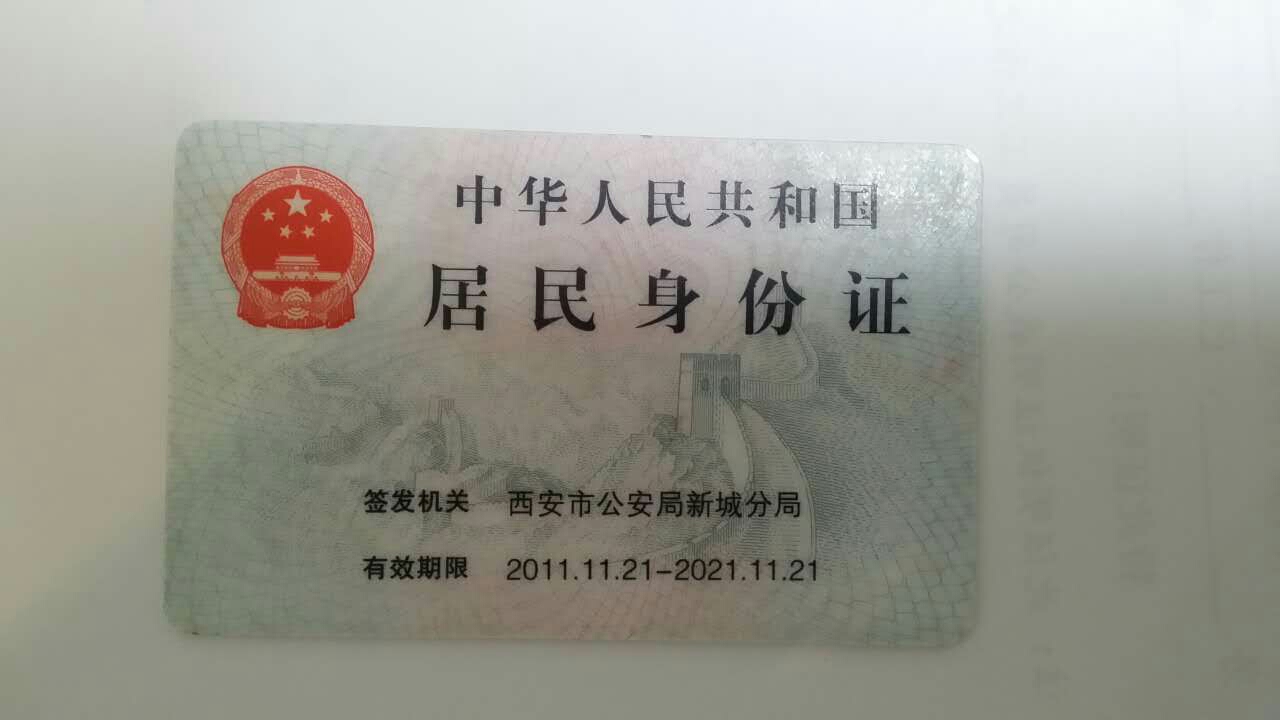 中华人民共和国
居民身份证
签发机关 西安市公安局新城分局
有效期限 2011.11.21-2021.11.21